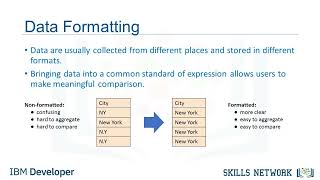 Data Formatting
• Data are usually collected from different places and stored in different
formats.
• Bringing data into a common standard of expression allows users to
make meaningful comparison.
Non-formatted:
• confusing
• hard to aggregate
• hard to compare
City
NY
New York
N.Y
N.Y
City
New York
New York
New York
New York
Formatted:
• more clear
• easy to aggregate
• easy to compare
IBM Developer
SKILLS NETWORK